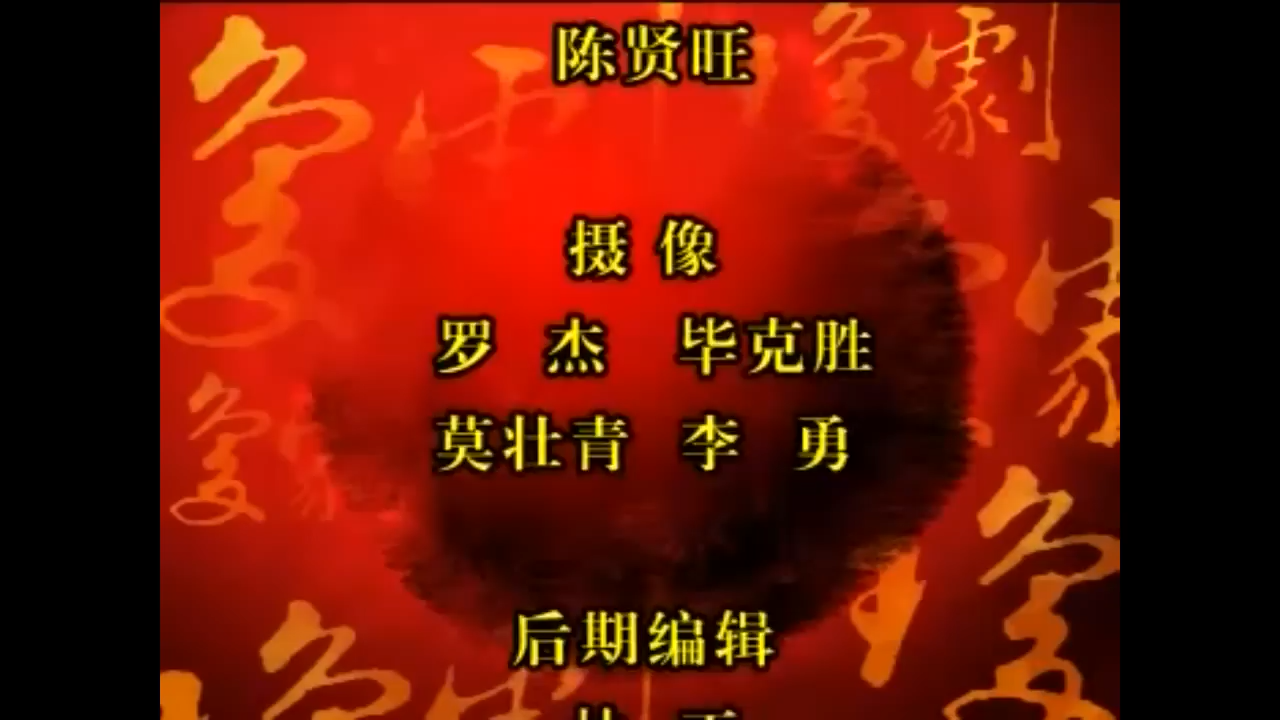 陈贤旺
摄 像
罗 杰 毕克胜
莫壮青 李 勇
后期编辑